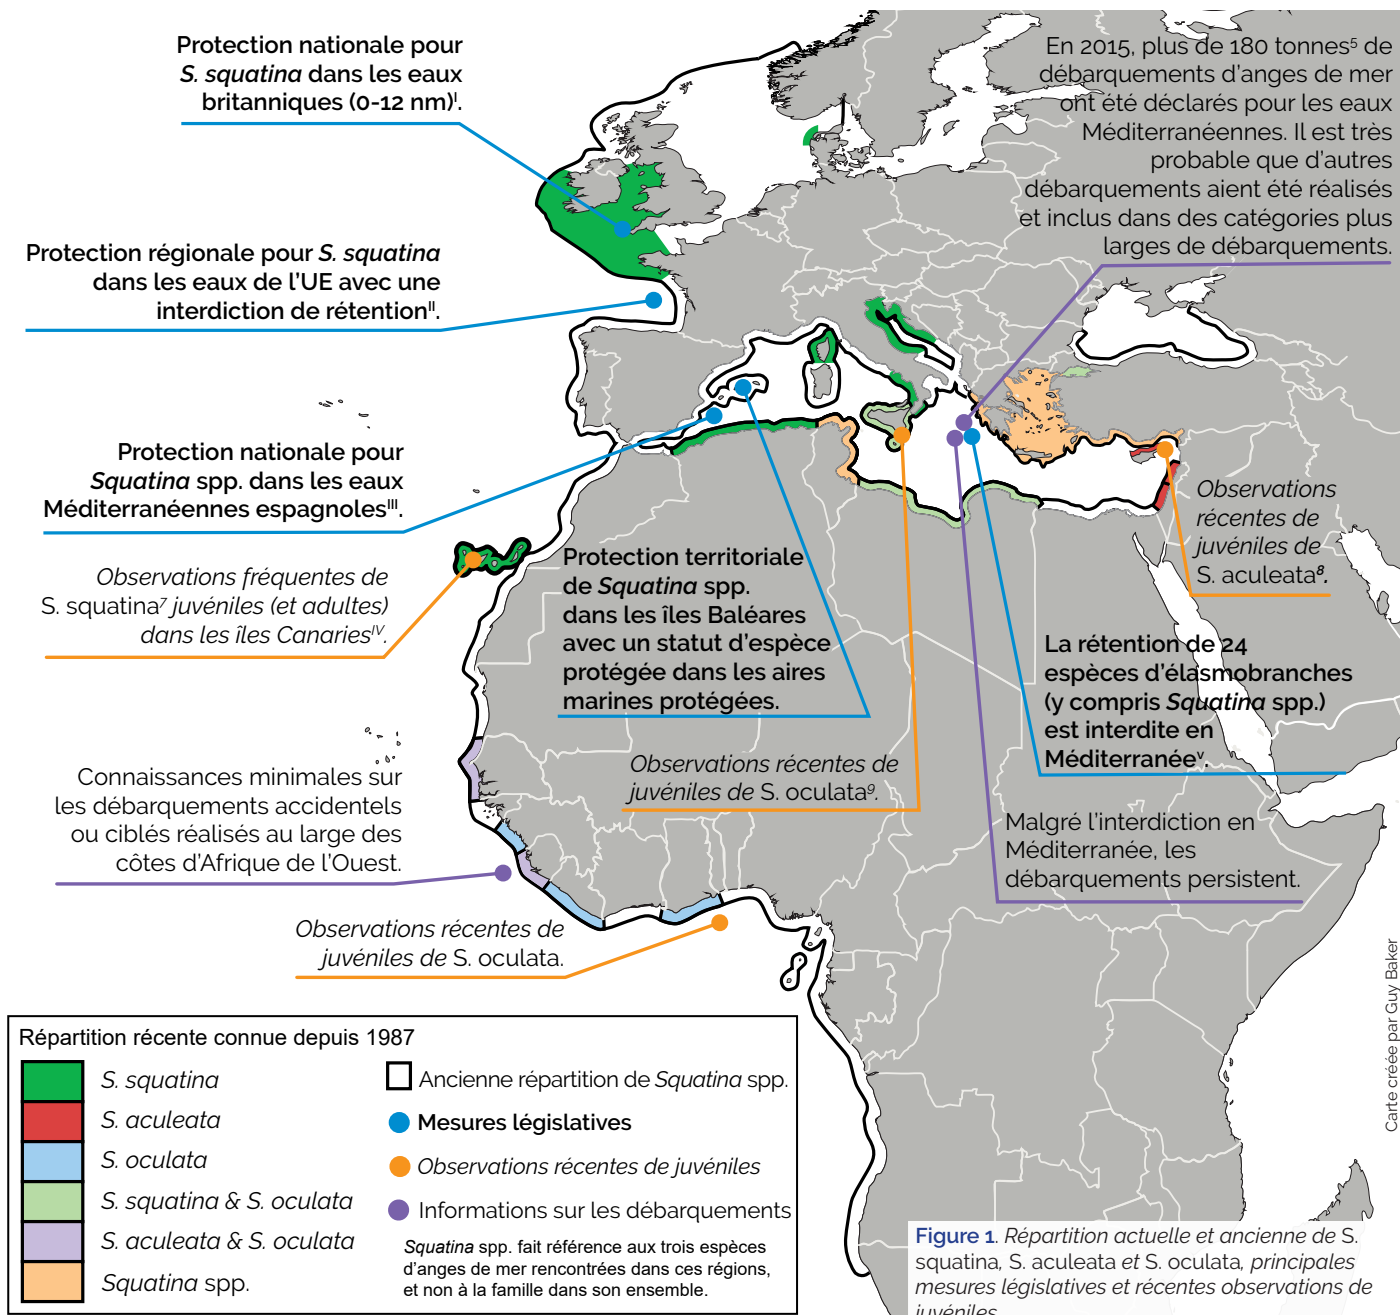 Protection nationale pour
S. squatina dans les eaux
britanniques (0-12 nm)ᴵ.
En 2015, plus de 180 tonnes⁵ de
débarquements d'anges de mer
ont été déclarés pour les eaux
Méditerranéennes. Il est très
probable que d'autres
débarquements aient été réalisés
et inclus dans des catégories plus
larges de débarquements.
Protection régionale pour S. squatina
dans les eaux de l'UE avec une
interdiction de rétentionᴵᴵ.
Protection nationale pour
Squatina spp. dans les eaux
Méditerranéennes espagnolesᴵᴵᴵ.
Observations fréquentes de
S. squatina⁷ juvéniles (et adultes)
dans les îles Canariesᴵⱽ.
Protection territoriale
de Squatina spp.
dans les îles Baléares
avec un statut d'espèce
protégée dans les aires
marines protégées.
Observations
récentes de
juvéniles de
S. aculeata⁸.
La rétention de 24
espèces d'élasmobranches
(y compris Squatina spp.)
est interdite en
Méditerranéeᵛ.
Observations récentes de
juvéniles de S. oculata⁹.
Connaissances minimales sur
les débarquements accidentels
ou ciblés réalisés au large des
côtes d'Afrique de l'Ouest.
Malgré l'interdiction en
Méditerranée, les
débarquements persistent.
Observations récentes de
juvéniles de S. oculata.
Carte créée par Guy Baker
Répartition récente connue depuis 1987
S. squatina
S. aculeata
S. oculata
S. squatina & S. oculata
S. aculeata & S. oculata
Squatina spp.
Ancienne répartition de Squatina spp.
Mesures législatives
Observations récentes de juvéniles
Informations sur les débarquements
Squatina spp. fait référence aux trois espèces
d'anges de mer rencontrées dans ces régions,
et non à la famille dans son ensemble.
Figure 1. Répartition actuelle et ancienne de S.
squatina, S. aculeata et S. oculata, principales
mesures législatives et récentes observations de
juvéniles